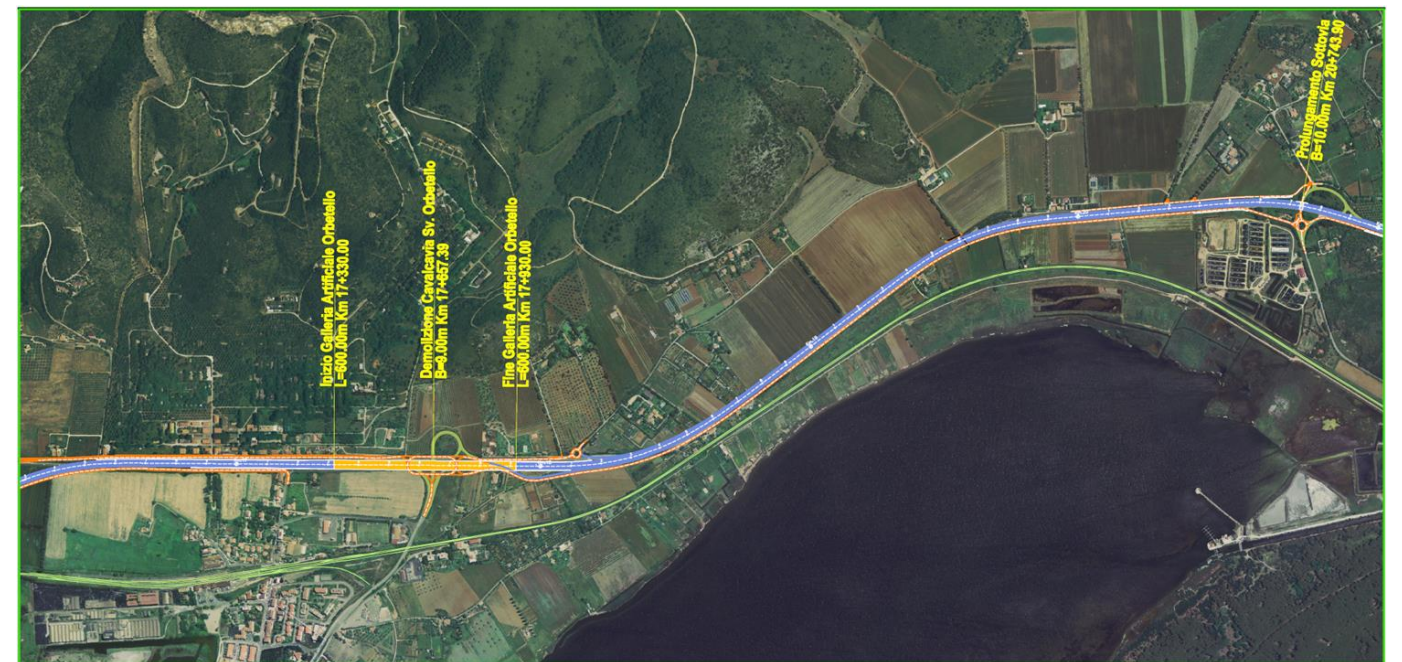 Inizio Galleria Artificiale Orbetello
L=600.00m Km 17+330.00
Demolizione Cavalcavia Sv. Orbetello
B=0.00m Km 17+657.39
Fine Galleria Artificiale Orbetello
L=600.00m Km 17+930.00
Prolungamento Sottovia
B=10.00m Km 20+743.90